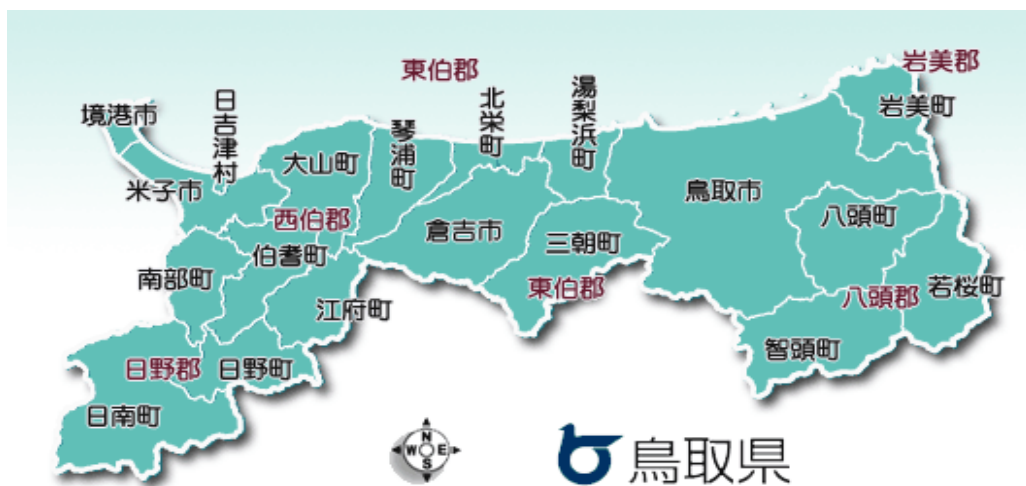 東伯郡
岩美郡
境港市
日吉津村
北栄町
湯梨浜町
岩美町
琴浦町
大山町
米子市
鳥取市
西伯郡
倉吉市
八頭町
伯耆町
三朝町
南部町
東伯郡
八頭郡
若桜町
江府町
智頭町
日野郡
日野町
日南町
N
W
E
S
鳥取県